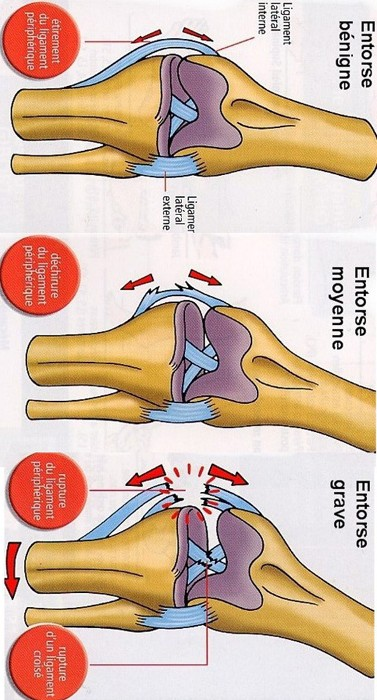 Entorse
bénigne
Ligament
latéral
interne
étirement
du ligament
périphérique
Ligamer
latéral
externe
Entorse
moyenne
déchirure
du ligament
périphérique
Entorse
grave
rupture
du ligament
périphérique
rupture
d'un ligament
croisé